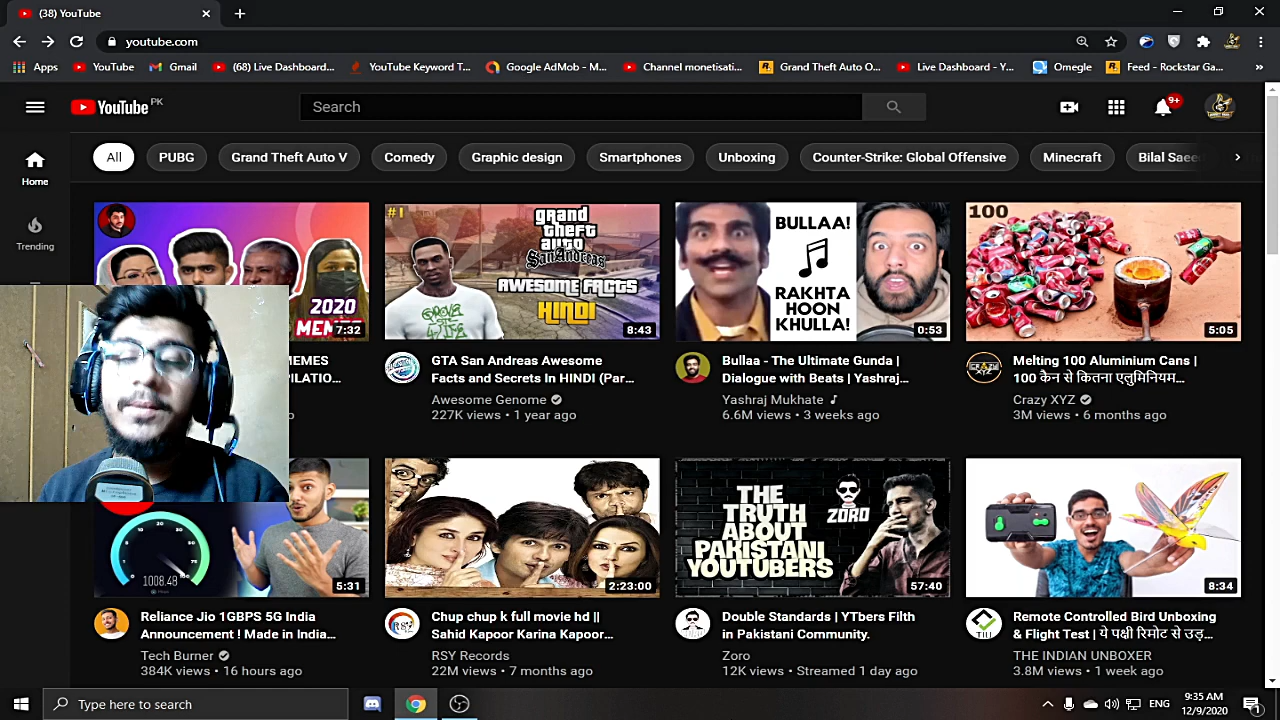 (38) YouTube
youtube.com
Apps
YouTube
Gmail
(68) Live Dashboard...
YouTube Keyword T...
Google AdMob - M...
Channel monetisati...
Grand Theft Auto O...
Live Dashboard - Y...
Omegle
Feed - Rockstar Ga...
YouTube PK
Search
9+
All
PUBG
Grand Theft Auto V
Comedy
Graphic design
Smartphones
Unboxing
Counter-Strike: Global Offensive
Minecraft
Bilal Saee
Home
Trending
2020
MEM
7:32
#1
grand
theft
auto
SanAndreas
AWESOME FACTS
HINDI
8:43
BULLAA!
RAKHTA
HOON
KHULLA!
0:53
100
5:05
MEMES
PILATIO...
GTA San Andreas Awesome
Facts and Secrets In HINDI (Par...
Awesome Genome
227K views • 1 year ago
Bullaa - The Ultimate Gunda |
Dialogue with Beats | Yashraj...
Yashraj Mukhate
6.6M views • 3 weeks ago
Melting 100 Aluminium Cans |
100 कैन से कितना एलुमिनियम...
Crazy XYZ
3M views • 6 months ago
1008.48
5:31
2:23:00
THE
TRUTH
ABOUT
PAKISTANI
YOUTUBERS
ZORO
57:40
8:34
Reliance Jio 1GBPS 5G India
Announcement ! Made in India...
Tech Burner
384K views • 16 hours ago
Chup chup k full movie hd ||
Sahid Kapoor Karina Kapoor...
RSY Records
22M views • 7 months ago
Double Standards | YTbers Filth
in Pakistani Community.
Zoro
12K views • Streamed 1 day ago
Remote Controlled Bird Unboxing
& Flight Test | ये पक्षी रिमोट से उड़...
THE INDIAN UNBOXER
3.8M views • 1 week ago
Type here to search
ENG
9:35 AM
12/9/2020